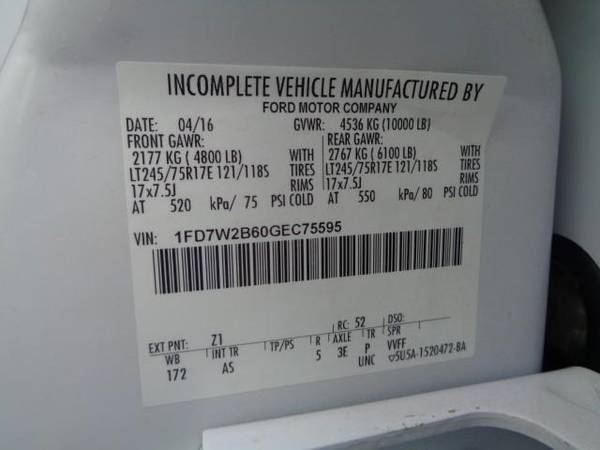 INCOMPLETE VEHICLE MANUFACTURED BY
FORD MOTOR COMPANY
DATE: 04/16 GVWR: 4536 KG (10000 LB)
FRONT GAWR: REAR GAWR:
2177 KG ( 4800 LB) WITH 2767 KG ( 6100 LB) WITH
LT245/75R17E 121/118S TIRES LT245/75R17E 121/118S TIRES
17x7.5J RIMS 17x7.5J RIMS
AT 520 kPa/ 75 PSI COLD AT 550 kPa/ 80 PSI COLD
VIN: 1FD7W2B60GEC75595
EXT PNT: Z1 RC: 52 DSO:
WB INT TR TP/PS R AXLE TR SPR
172 AS 5 3E P VVFF
UNC 5U5A-1520472-BA